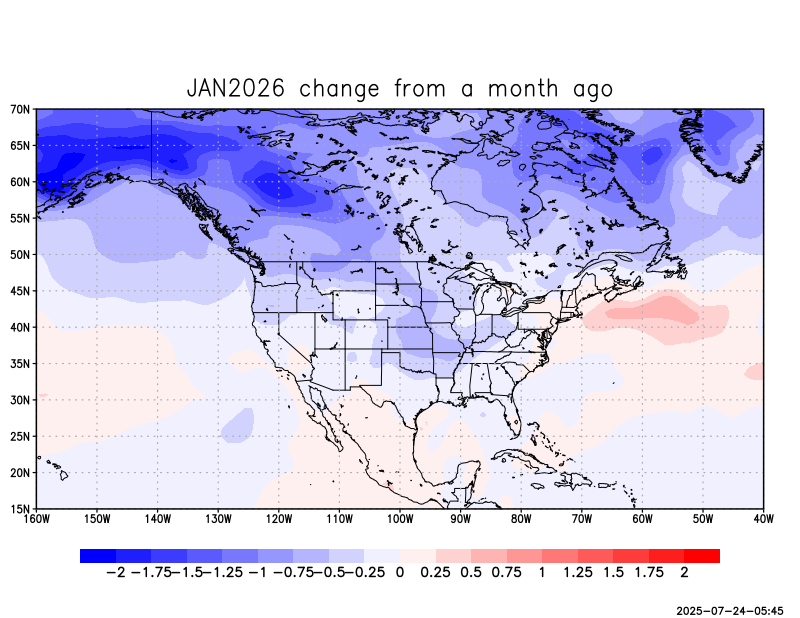 JAN2026 change from a month ago
70N
65N
60N
55N
50N
45N
40N
35N
30N
25N
20N
15N
160W 150W 140W 130W 120W 110W 100W 90W 80W 70W 60W 50W 40W
−2 −1.75 −1.5 −1.25 −1 −0.75 −0.5 −0.25 0 0.25 0.5 0.75 1 1.25 1.5 1.75 2
2025−07−24−05:45